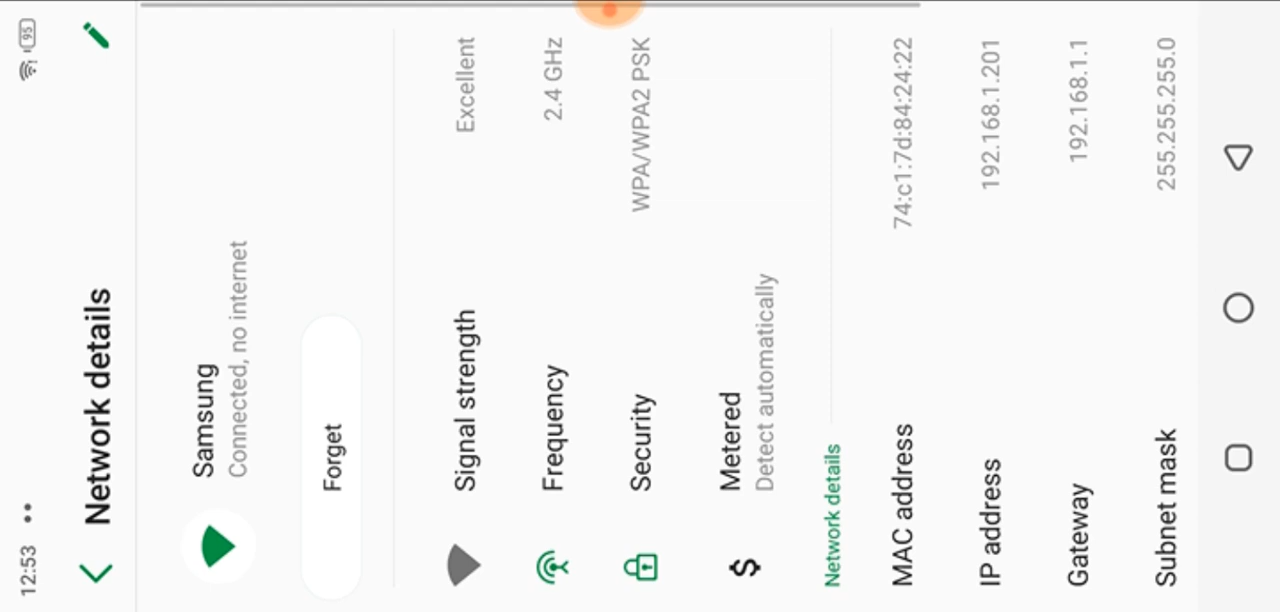 12:53
95
Network details
Samsung
Connected, no internet
Forget
Signal strength
Excellent
Frequency
2.4 GHz
Security
WPA/WPA2 PSK
Metered
Detect automatically
Network details
MAC address
74:c1:7d:84:24:22
IP address
192.168.1.201
Gateway
192.168.1.1
Subnet mask
255.255.255.0